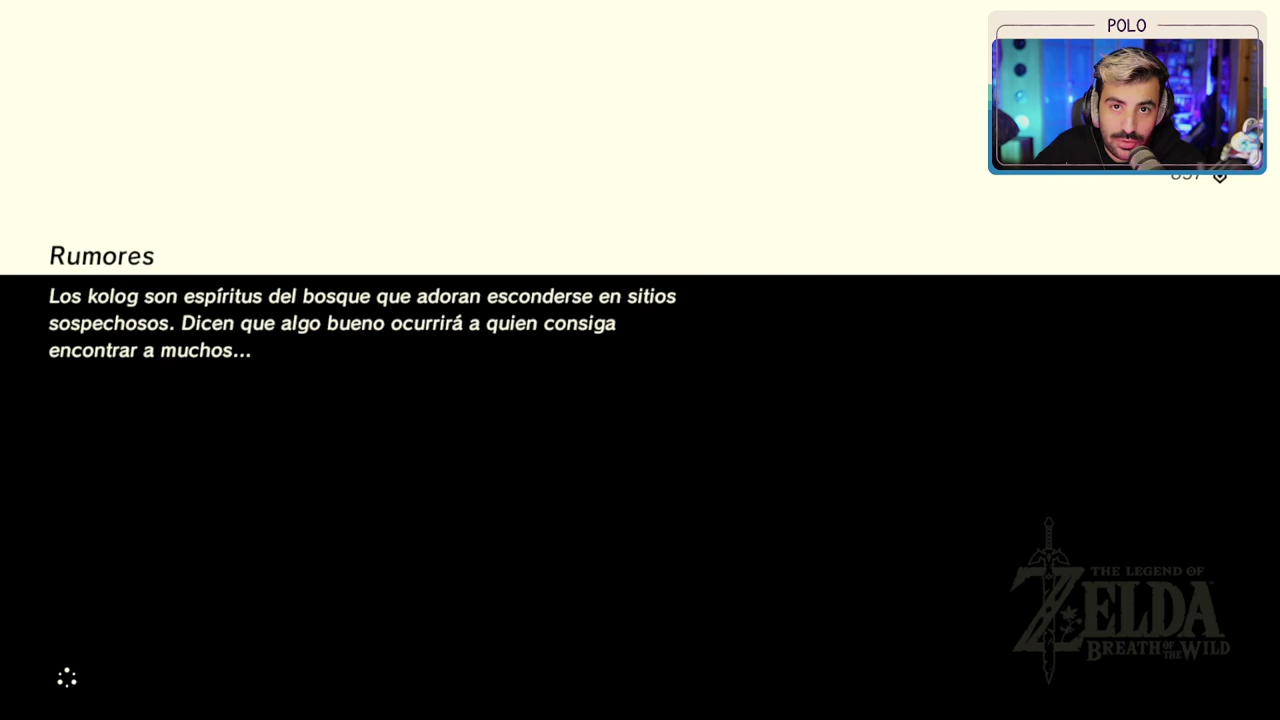 POLO
Rumores
Los kolog son espíritus del bosque que adoran esconderse en sitios
sospechosos. Dicen que algo bueno ocurrirá a quien consiga
encontrar a muchos...
THE LEGEND OF
ZELDA
BREATH OF THE WILD